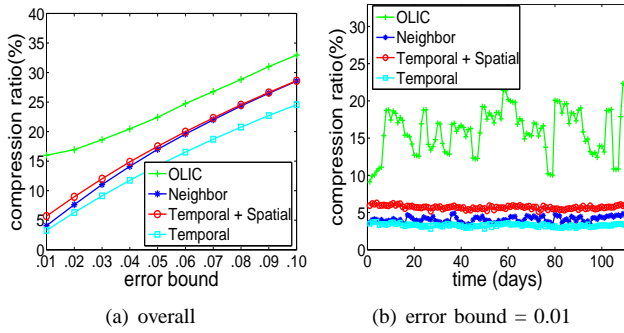 compression ratio(%)
40
35
30
25
20
15
10
5
0
.01 .02 .03 .04 .05 .06 .07 .08 .09 .10
error bound
OLIC
Neighbor
Temporal + Spatial
Temporal
(a) overall
compression ratio(%)
30
25
20
15
10
5
0
0 20 40 60 80 100
time (days)
OLIC
Neighbor
Temporal + Spatial
Temporal
(b) error bound = 0.01